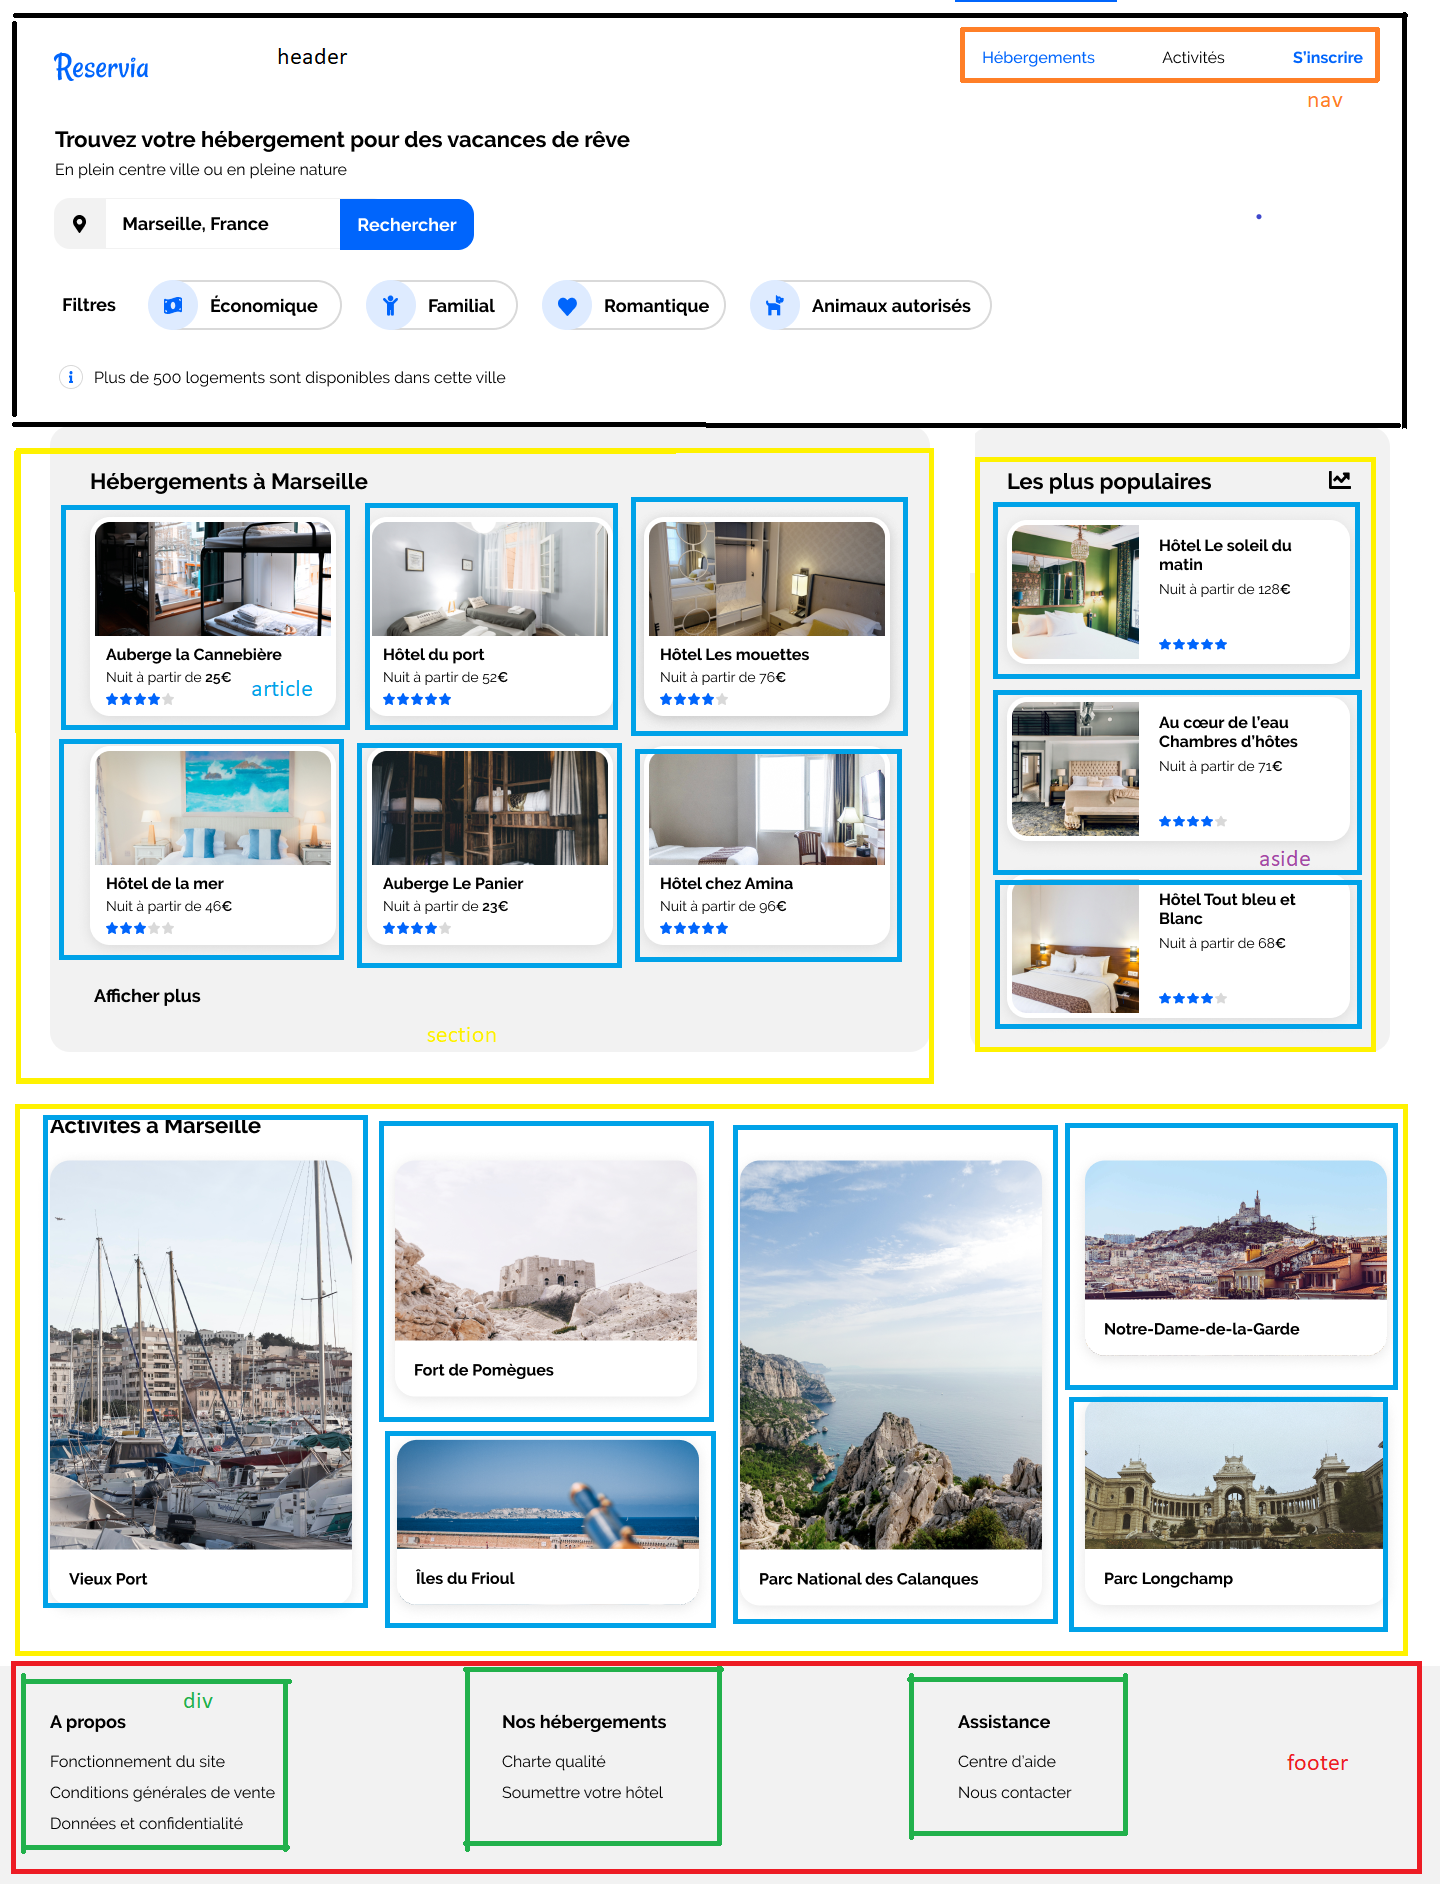 Reservia
header
Hébergements
Activités
S'inscrire
nav
Trouvez votre hébergement pour des vacances de rêve
En plein centre ville ou en pleine nature
Marseille, France
Rechercher
Filtres
Économique
Familial
Romantique
Animaux autorisés
Plus de 500 logements sont disponibles dans cette ville
Hébergements à Marseille
Auberge la Cannebière
Nuit à partir de 25€
article
Hôtel du port
Nuit à partir de 52€
Hôtel Les mouettes
Nuit à partir de 76€
Hôtel de la mer
Nuit à partir de 46€
Auberge Le Panier
Nuit à partir de 23€
Hôtel chez Amina
Nuit à partir de 96€
Afficher plus
section
Les plus populaires
Hôtel Le soleil du
matin
Nuit à partir de 128€
Au cœur de l'eau
Chambres d'hôtes
Nuit à partir de 71€
aside
Hôtel Tout bleu et
Blanc
Nuit à partir de 68€
Activités à Marseille
Vieux Port
Fort de Pomègues
Îles du Frioul
Parc National des Calanques
Notre-Dame-de-la-Garde
Parc Longchamp
div
A propos
Fonctionnement du site
Conditions générales de vente
Données et confidentialité
Nos hébergements
Charte qualité
Soumettre votre hôtel
Assistance
Centre d'aide
Nous contacter
footer